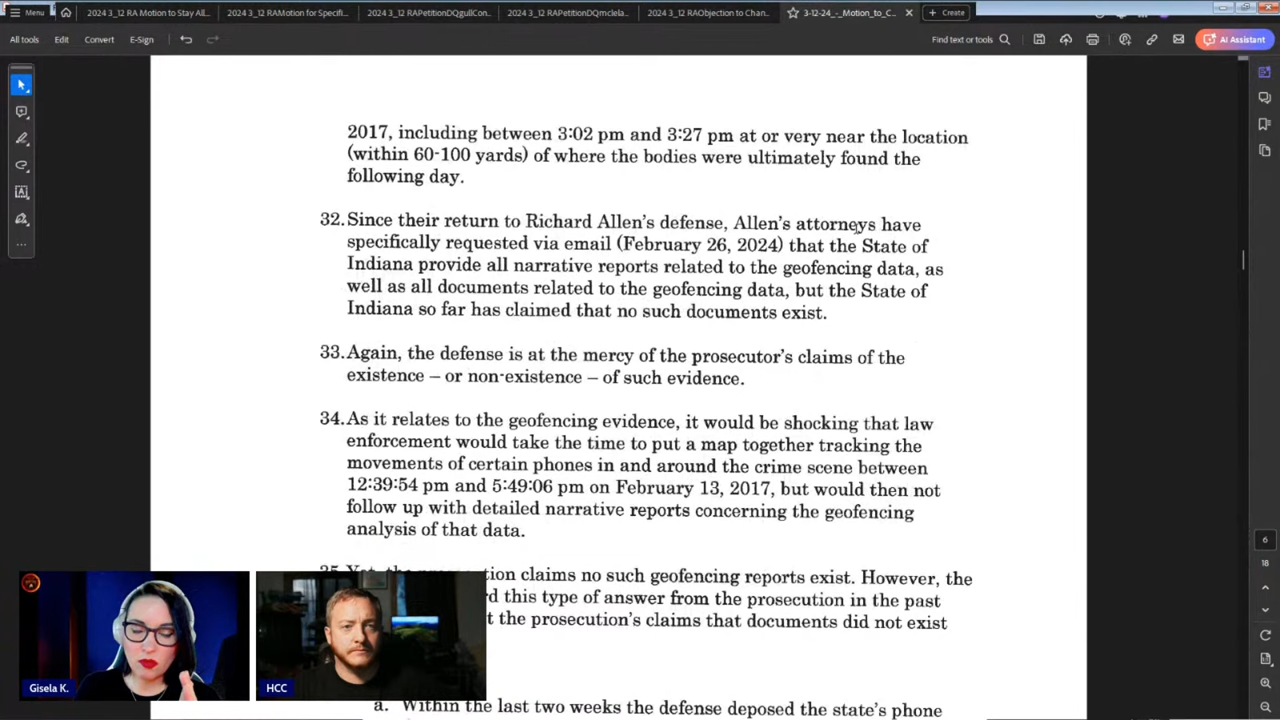 Menu
2024 3_12 RA Motion to Stay All...
2024 3_12 RAMotion for Specifi...
2024 3_12 RAPetitionDQgullCon...
2024 3_12 RAPetitionDQmclela...
2024 3_12 RAObjection to Chan...
3-12-24_-_Motion_to_C...
Create
All tools
Edit
Convert
E-Sign
Find text or tools
AI Assistant
2017, including between 3:02 pm and 3:27 pm at or very near the location
(within 60-100 yards) of where the bodies were ultimately found the
following day.
32. Since their return to Richard Allen's defense, Allen's attorneys have
specifically requested via email (February 26, 2024) that the State of
Indiana provide all narrative reports related to the geofencing data, as
well as all documents related to the geofencing data, but the State of
Indiana so far has claimed that no such documents exist.
33. Again, the defense is at the mercy of the prosecutor's claims of the
existence – or non-existence – of such evidence.
34. As it relates to the geofencing evidence, it would be shocking that law
enforcement would take the time to put a map together tracking the
movements of certain phones in and around the crime scene between
12:39:54 pm and 5:49:06 pm on February 13, 2017, but would then not
follow up with detailed narrative reports concerning the geofencing
analysis of that data.
tion claims no such geofencing reports exist. However, the
rd this type of answer from the prosecution in the past
t the prosecution's claims that documents did not exist
a. Within the last two weeks the defense deposed the state's phone
6
18
Gisela K.
HCC